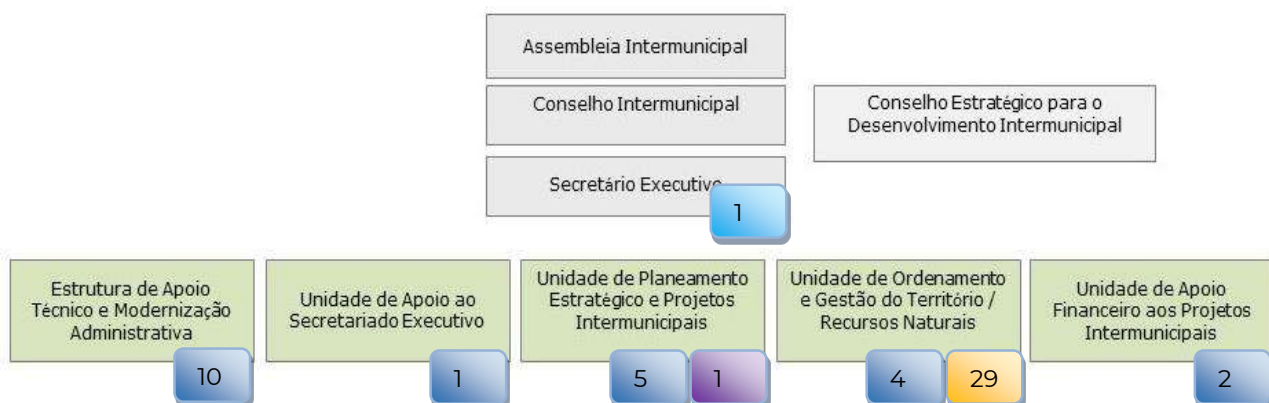 Assembleia Intermunicipal
Conselho Intermunicipal
Conselho Estratégico para o
Desenvolvimento Intermunicipal
Secretário Executivo
1
Estrutura de Apoio
Técnico e Modernização
Administrativa
10
Unidade de Apoio ao
Secretariado Executivo
1
Unidade de Planeamento
Estratégico e Projetos
Intermunicipais
5
1
Unidade de Ordenamento
e Gestão do Território /
Recursos Naturais
4
29
Unidade de Apoio
Financeiro aos Projetos
Intermunicipais
2